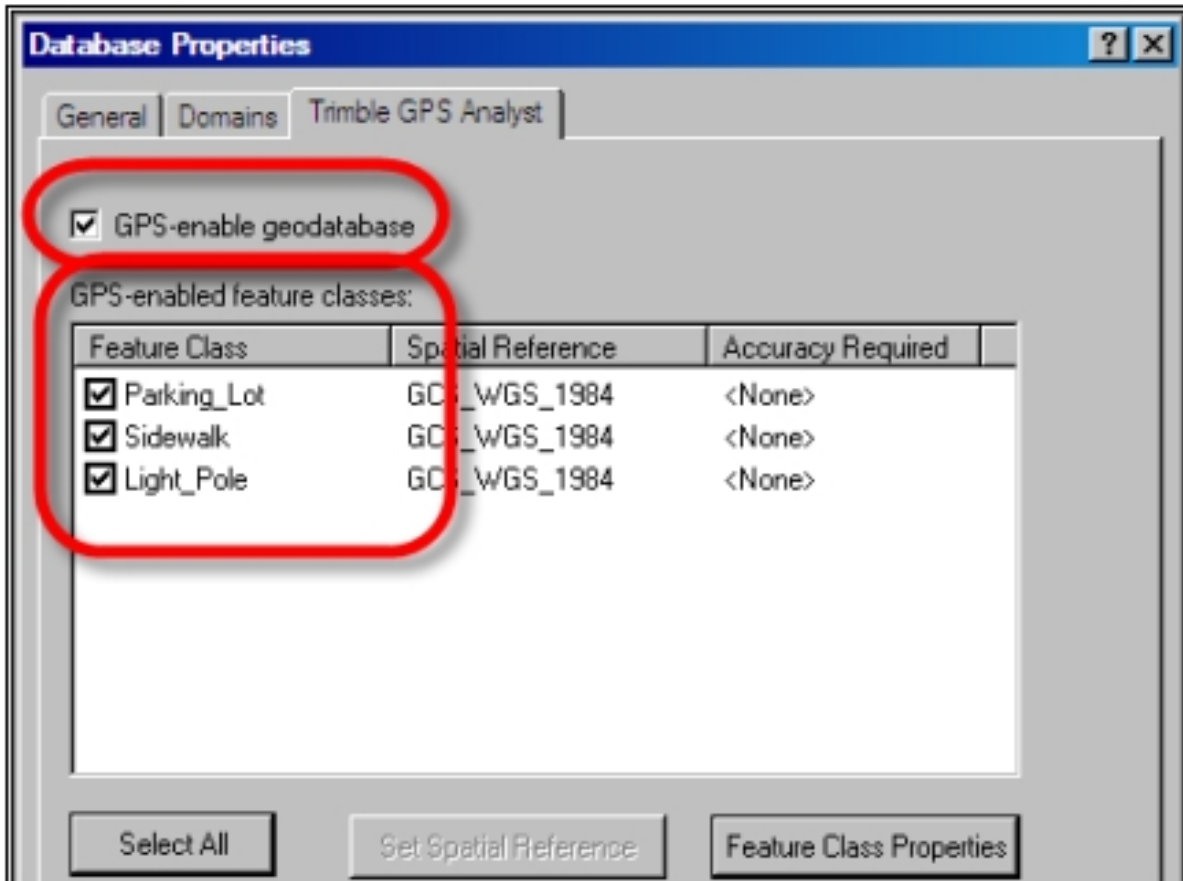 Database Properties
General Domains Trimble GPS Analyst
GPS-enable geodatabase
GPS-enabled feature classes:
Feature Class Spatial Reference Accuracy Required
Parking_Lot GCS_WGS_1984 <None>
Sidewalk GCS_WGS_1984 <None>
Light_Pole GCS_WGS_1984 <None>
Select All Set Spatial Reference Feature Class Properties